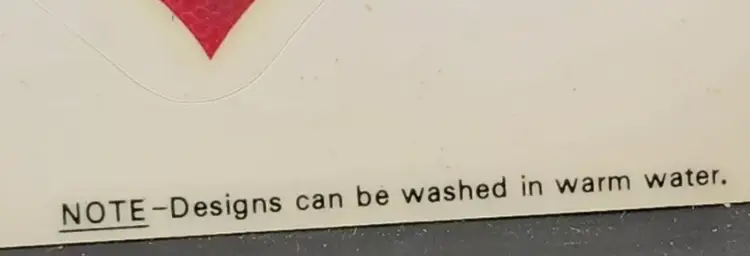 NOTE-Designs can be washed in warm water.